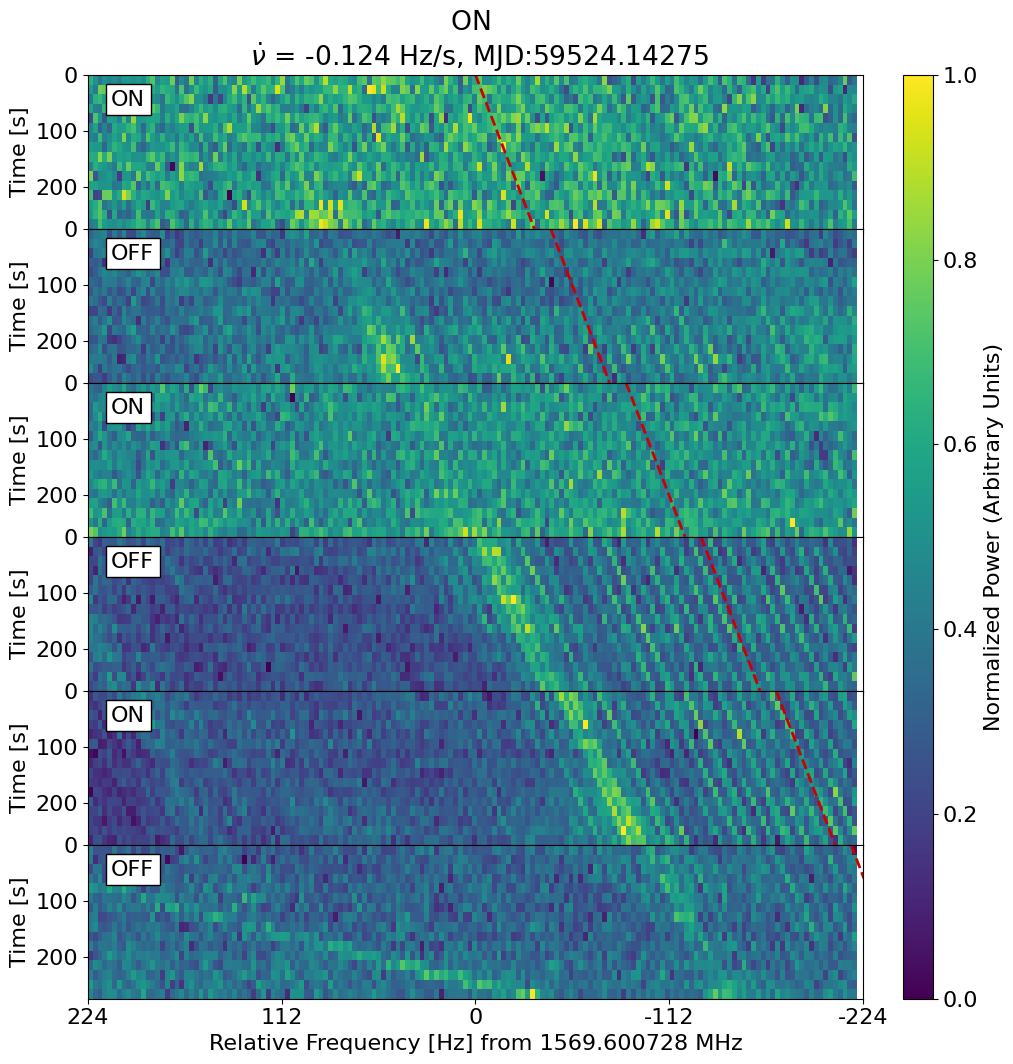 ON
ν̇ = -0.124 Hz/s, MJD:59524.14275
0
ON
Time [s]
100
200
0
OFF
Time [s]
100
200
0
ON
Time [s]
100
200
0
OFF
Time [s]
100
200
0
ON
Time [s]
100
200
0
OFF
Time [s]
100
200
224 112 0 -112 -224
Relative Frequency [Hz] from 1569.600728 MHz
1.0
0.8
0.6
0.4
0.2
0.0
Normalized Power (Arbitrary Units)